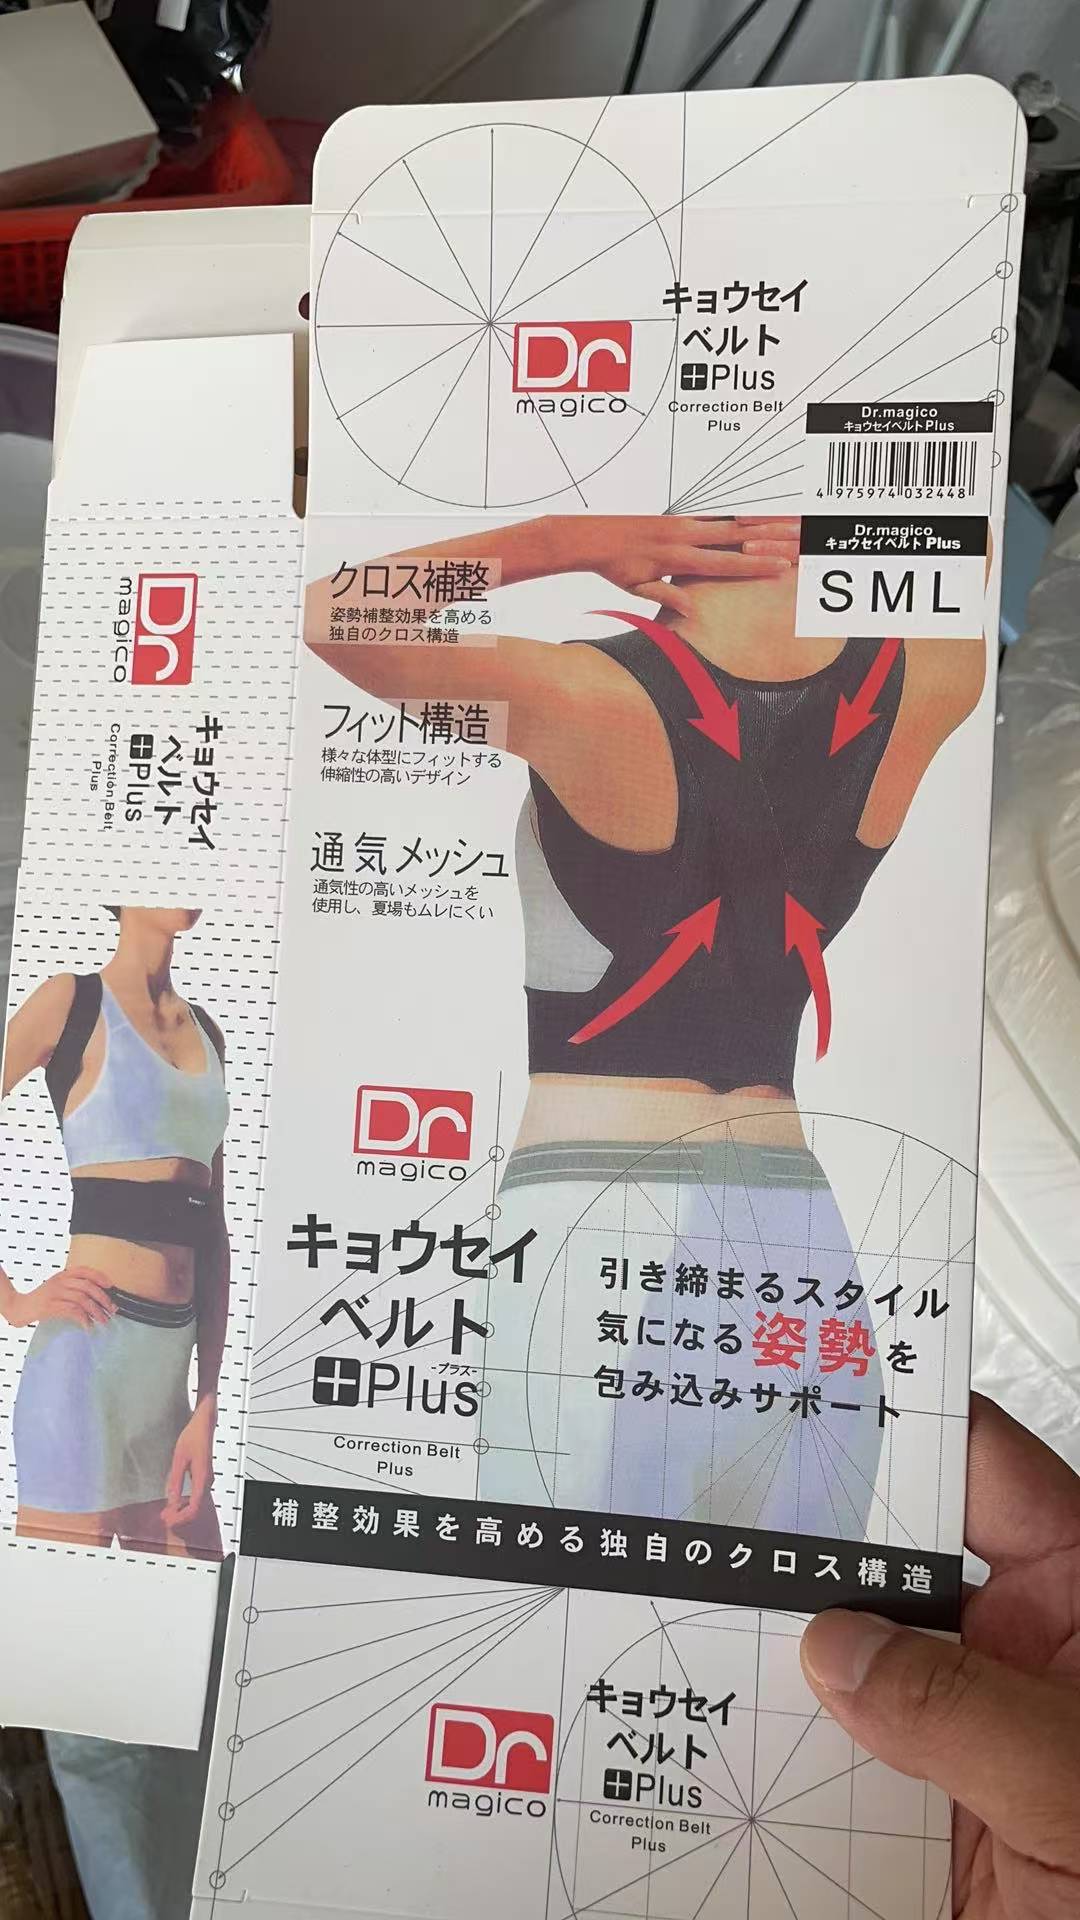 Dr
magico
キョウセイ
ベルト
Plus
Correction Belt
Plus
Dr.magico
キョウセイベルト Plus
4 975974 032448
Dr.magico
キョウセイベルト Plus
S M L
クロス補整
姿勢補整効果を高める
独自のクロス構造
フィット構造
様々な体型にフィットする
伸縮性の高いデザイン
通気メッシュ
通気性の高いメッシュを
使用し、夏場もムレにくい
Dr
magico
キョウセイ
ベルト
-プラス-
Plus
Correction Belt
Plus
引き締まるスタイル
気になる姿勢を
包み込みサポート
補整効果を高める独自のクロス構造
Dr
magico
キョウセイ
ベルト
Plus
Correction Belt
Plus
Dr
magico
キョウセイ
ベルト
Plus
Correction Belt
Plus